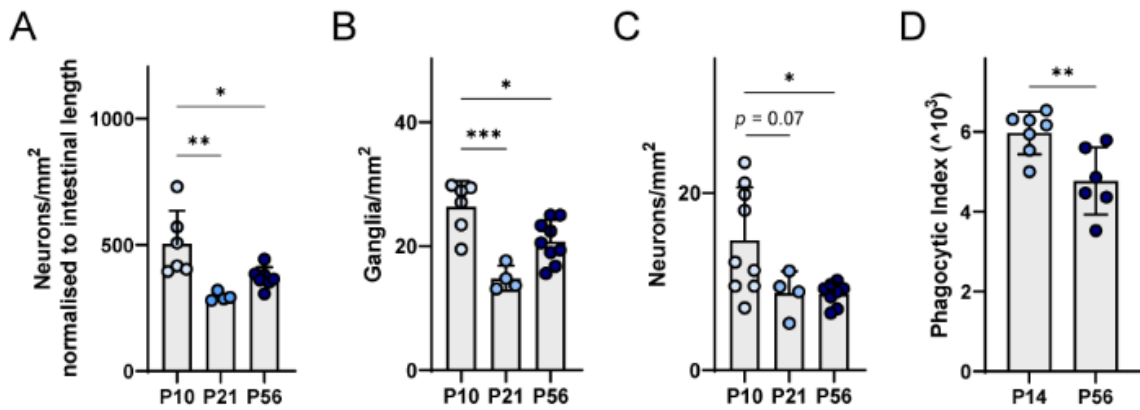 A
Neurons/mm²
normalised to intestinal length
1000
500
0
*
**
P10 P21 P56
B
Ganglia/mm²
40
20
0
*
***
P10 P21 P56
C
Neurons/mm²
20
0
*
p = 0.07
P10 P21 P56
D
Phagocytic Index (^10³)
6
4
2
0
**
P14 P56